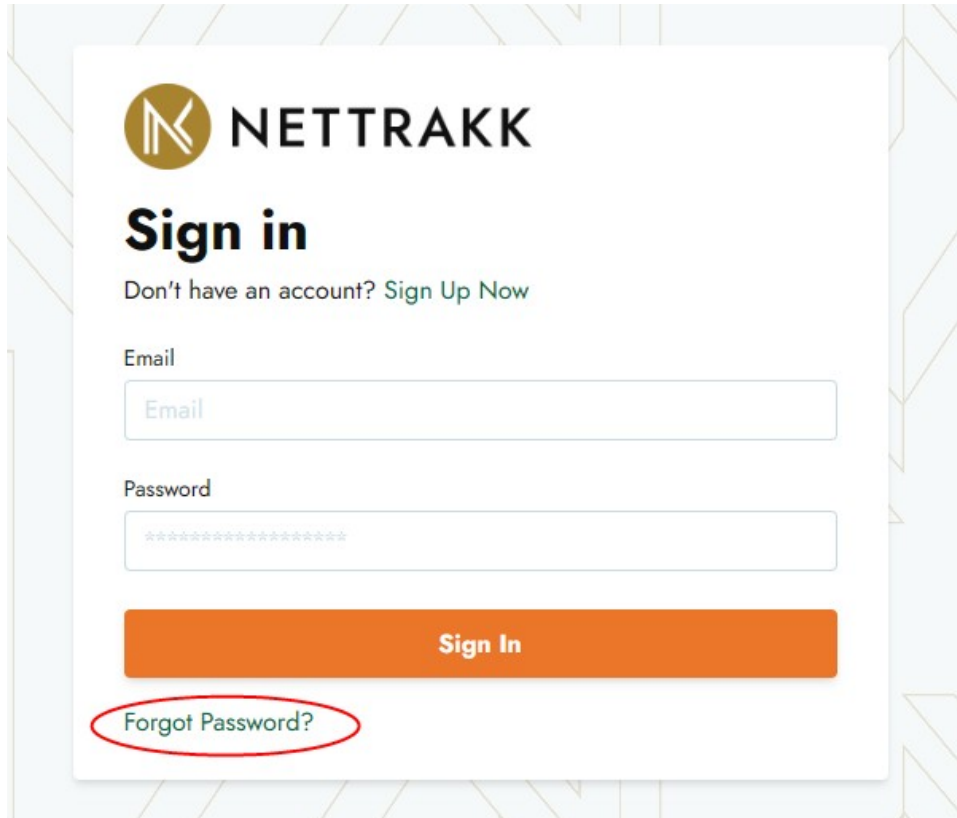 NETTRAKK
Sign in
Don't have an account? Sign Up Now
Email
Email
Password
******************
Sign In
Forgot Password?